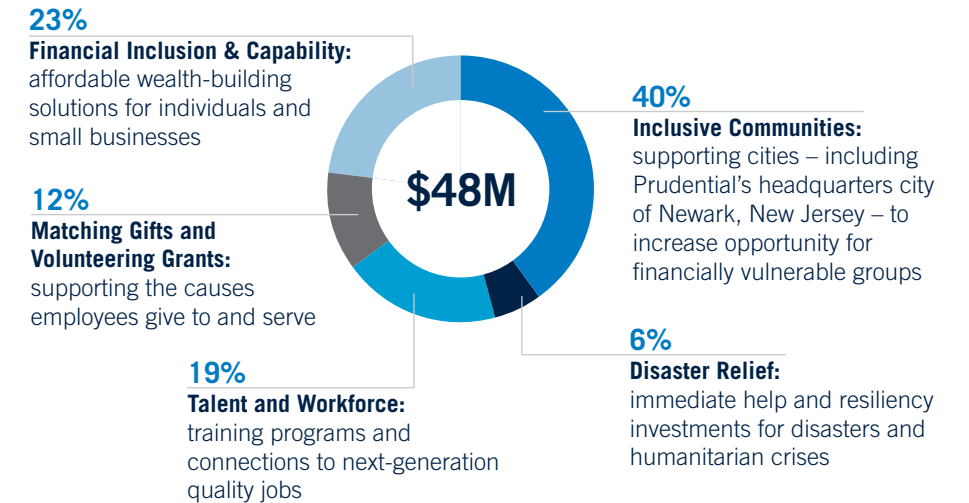 23%
Financial Inclusion & Capability:
affordable wealth-building
solutions for individuals and
small businesses
12%
Matching Gifts and
Volunteering Grants:
supporting the causes
employees give to and serve
19%
Talent and Workforce:
training programs and
connections to next-generation
quality jobs
$48M
40%
Inclusive Communities:
supporting cities – including
Prudential’s headquarters city
of Newark, New Jersey – to
increase opportunity for
financially vulnerable groups
6%
Disaster Relief:
immediate help and resiliency
investments for disasters and
humanitarian crises